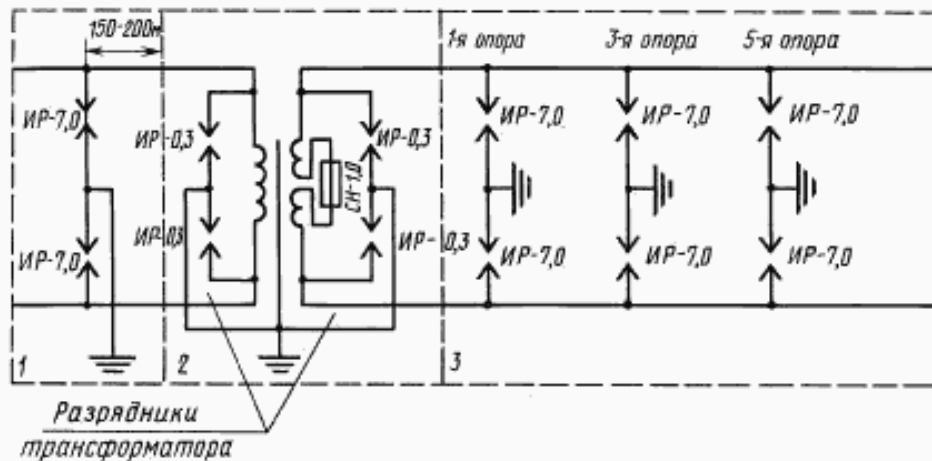 150-200м
1-я опора
3-я опора
5-я опора
ИР-7,0
ИР-0,3
ИР-0,3
ИР-7,0
ИР-7,0
ИР-7,0
СН-1,0
ИР-0,3
ИР-0,3
ИР-7,0
ИР-7,0
ИР-7,0
ИР-7,0
1
2
3
Разрядники
трансформатора